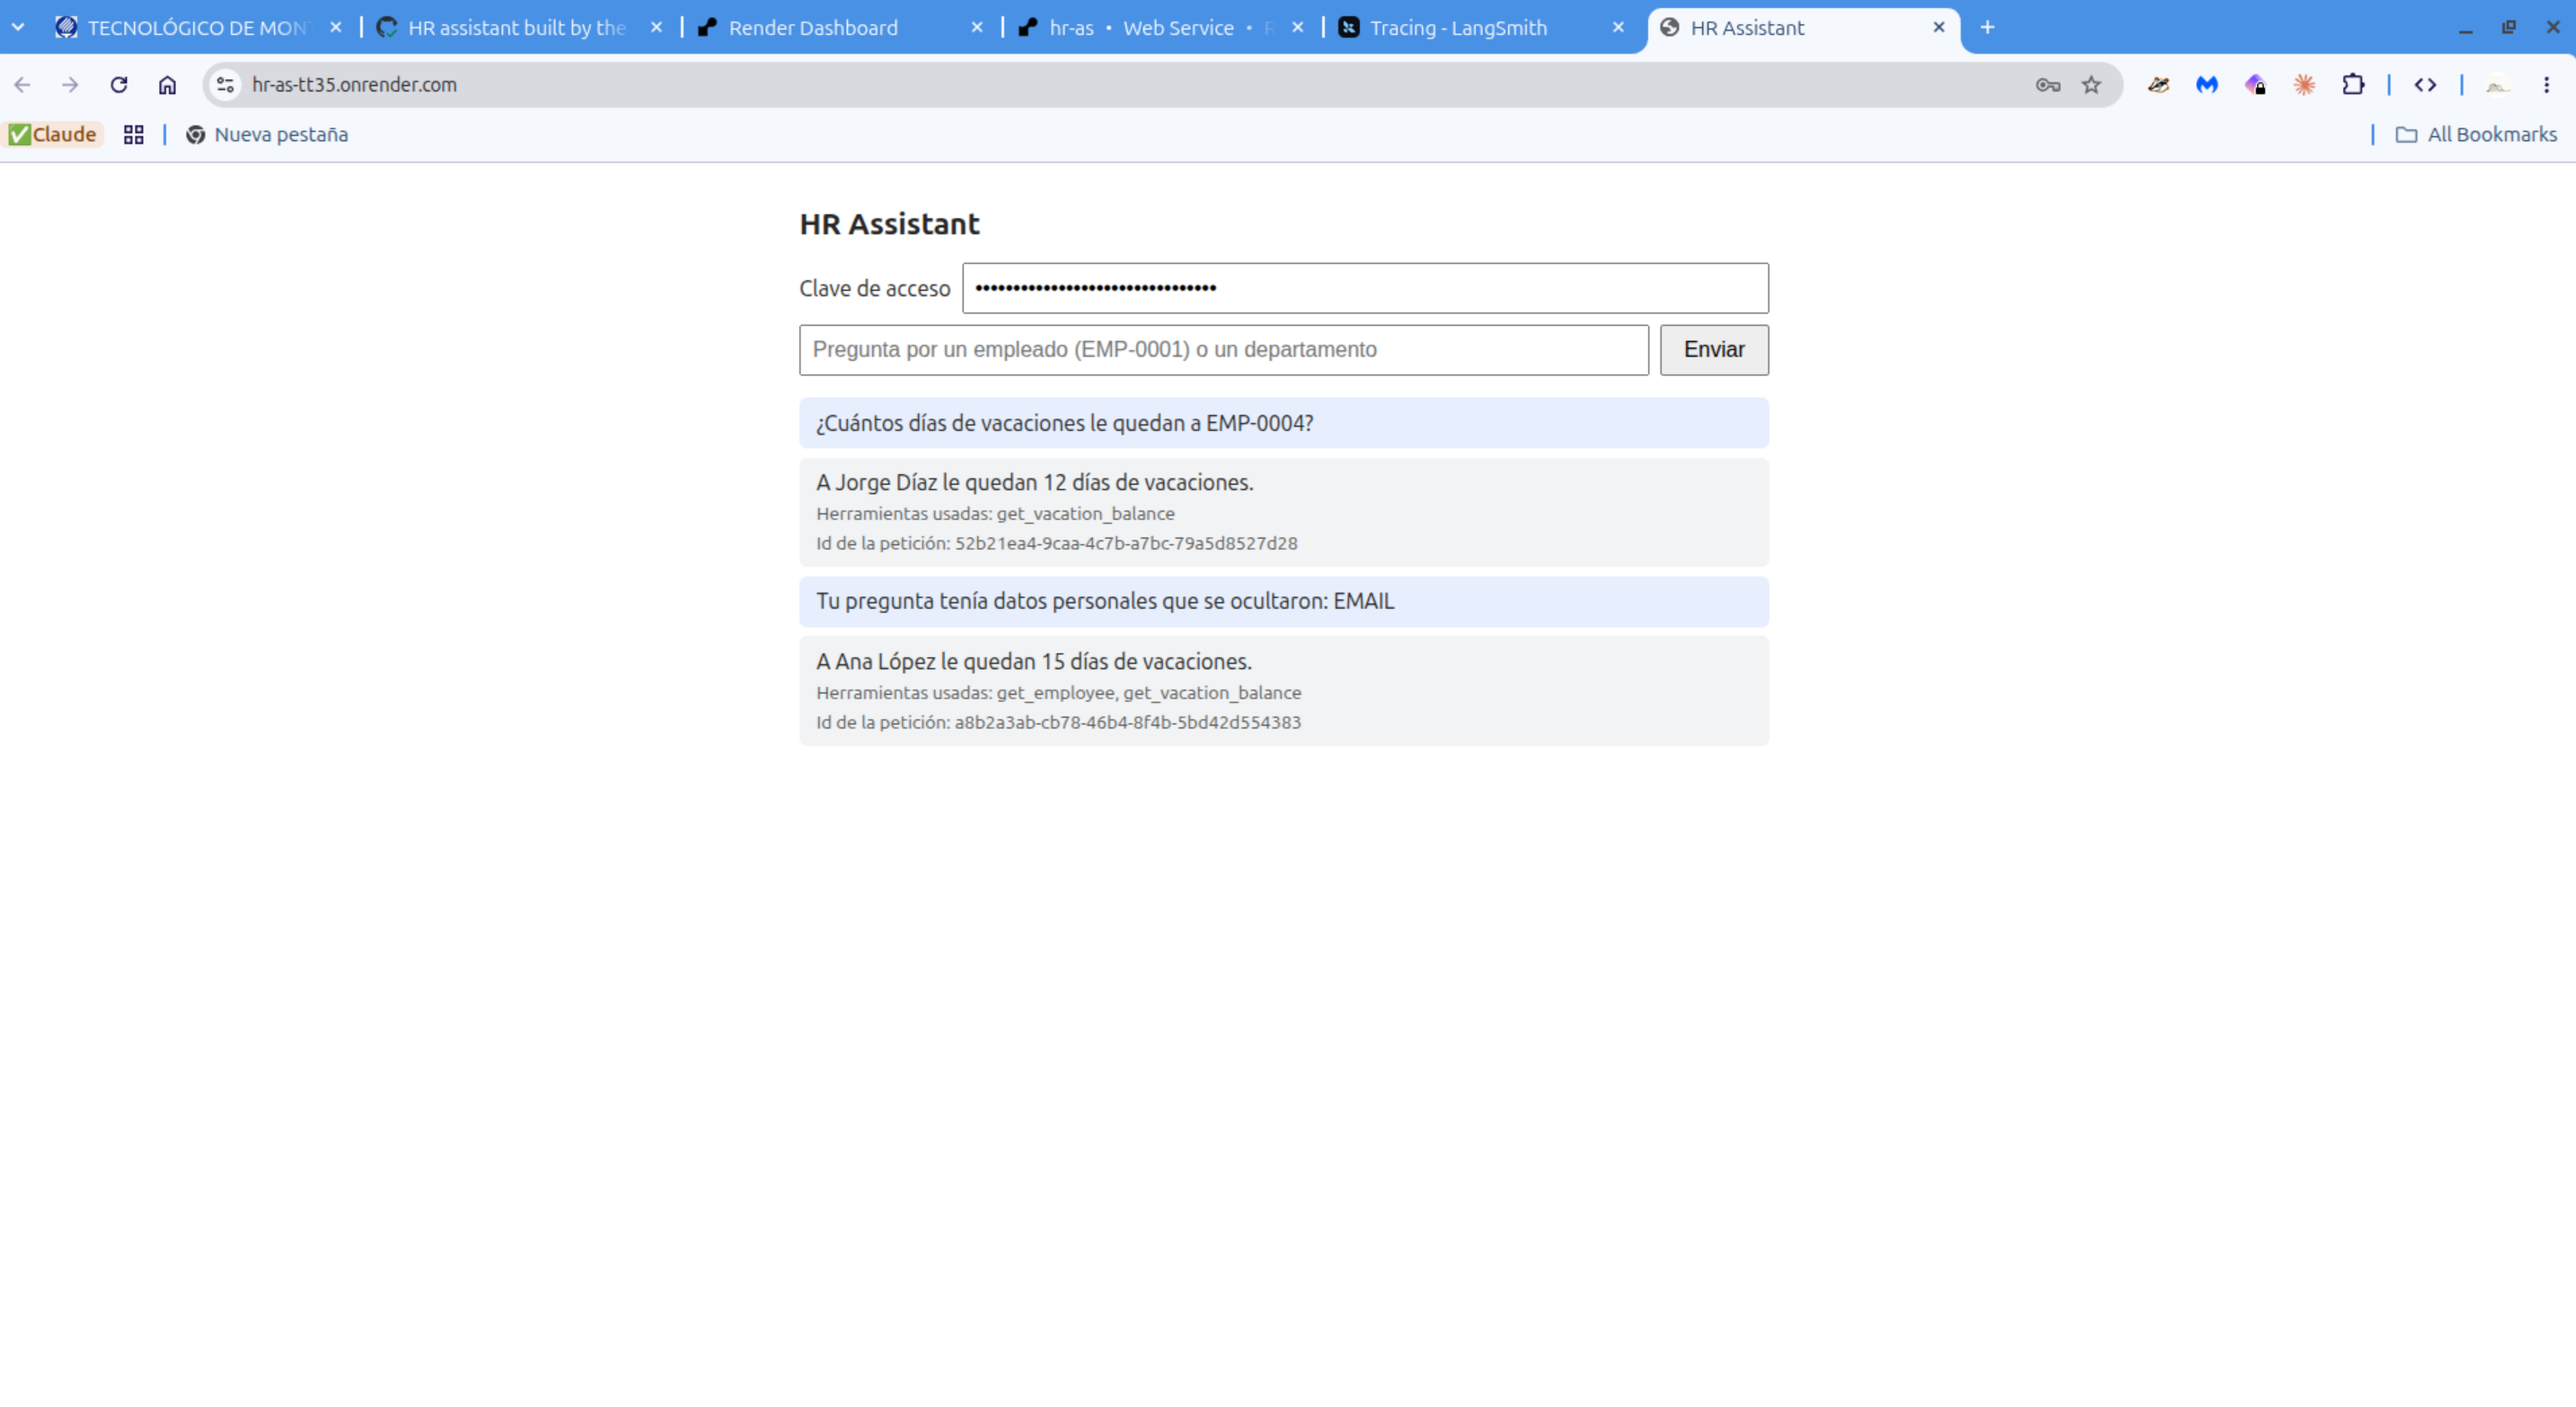 TECNOLÓGICO DE MON
HR assistant built by the
Render Dashboard
hr-as • Web Service •
Tracing - LangSmith
HR Assistant
hr-as-tt35.onrender.com
Claude
Nueva pestaña
All Bookmarks
HR Assistant
Clave de acceso
Pregunta por un empleado (EMP-0001) o un departamento
Enviar
¿Cuántos días de vacaciones le quedan a EMP-0004?
A Jorge Díaz le quedan 12 días de vacaciones.
Herramientas usadas: get_vacation_balance
Id de la petición: 52b21ea4-9caa-4c7b-a7bc-79a5d8527d28
Tu pregunta tenía datos personales que se ocultaron: EMAIL
A Ana López le quedan 15 días de vacaciones.
Herramientas usadas: get_employee, get_vacation_balance
Id de la petición: a8b2a3ab-cb78-46b4-8f4b-5bd42d554383